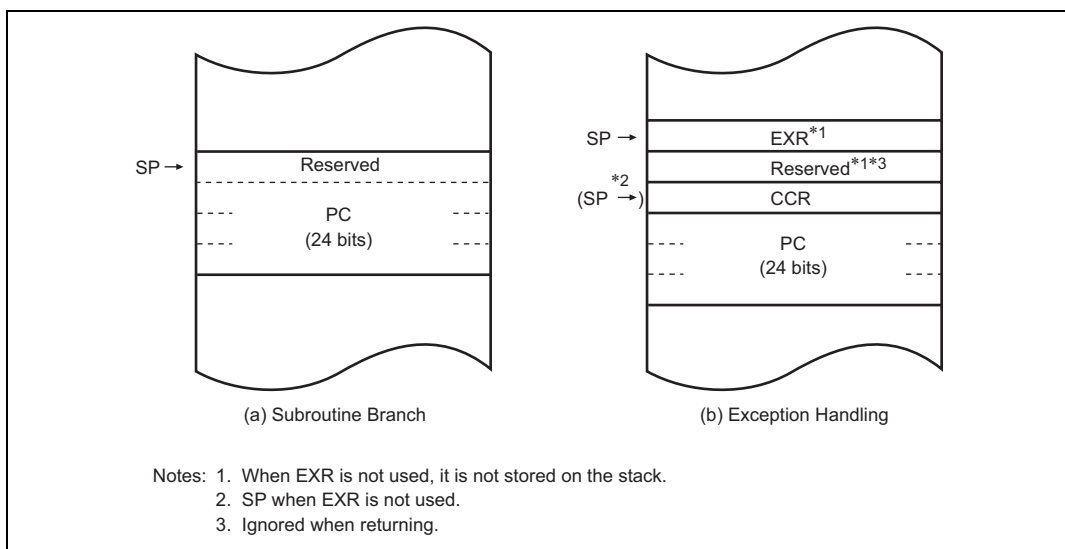 SP →
Reserved
PC
(24 bits)
(a) Subroutine Branch
SP →
EXR*1
Reserved*1*3
*2
(SP →)
CCR
PC
(24 bits)
(b) Exception Handling
Notes: 1. When EXR is not used, it is not stored on the stack.
2. SP when EXR is not used.
3. Ignored when returning.